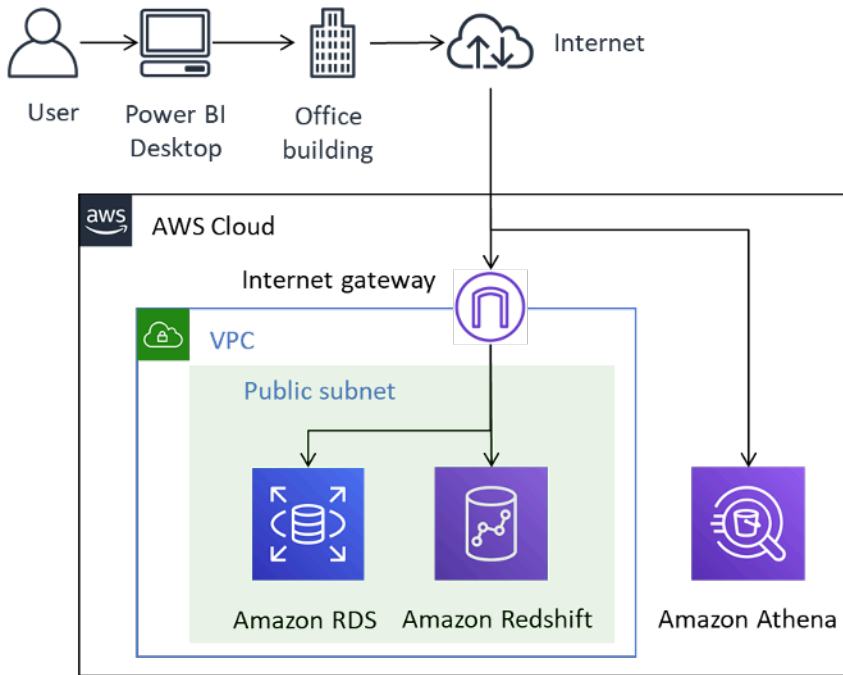 Internet
User
Power BI
Desktop
Office
building
aws
AWS Cloud
Internet gateway
VPC
Public subnet
Amazon RDS
Amazon Redshift
Amazon Athena